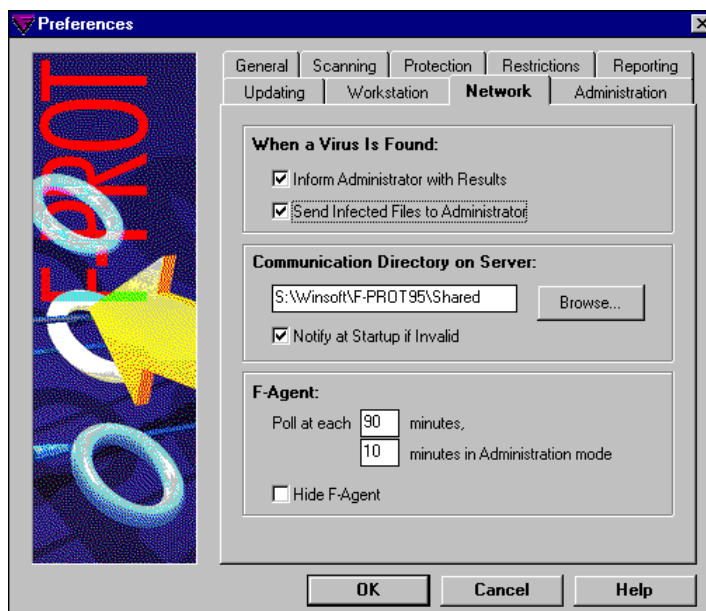 Preferences
F-PROT
General Scanning Protection Restrictions Reporting
Updating Workstation Network Administration
When a Virus Is Found:
Inform Administrator with Results
Send Infected Files to Administrator
Communication Directory on Server:
S:\Winsoft\F-PROT95\Shared
Browse...
Notify at Startup if Invalid
F-Agent:
Poll at each 90 minutes,
10 minutes in Administration mode
Hide F-Agent
OK Cancel Help